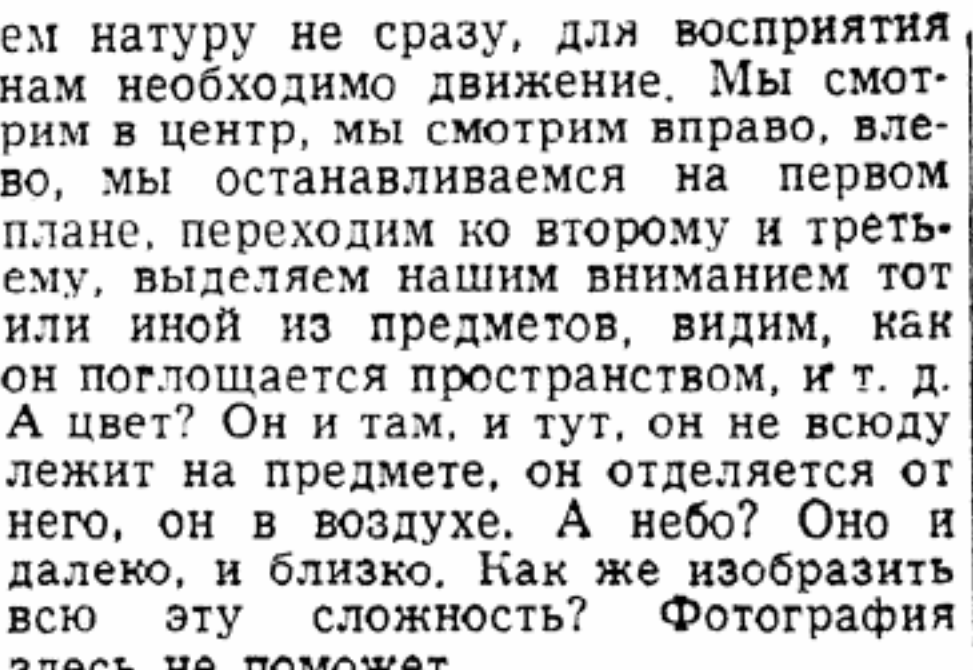 ем натуру не сразу, для восприятия
нам необходимо движение. Мы смот-
рим в центр, мы смотрим вправо, вле-
во, мы останавливаемся на первом
плане, переходим ко второму и треть-
ему, выделяем нашим вниманием тот
или иной из предметов, видим, как
он поглощается пространством, и т. д.
А цвет? Он и там, и тут, он не всюду
лежит на предмете, он отделяется от
него, он в воздухе. А небо? Оно и
далеко, и близко. Как же изобразить
всю эту сложность? Фотография
здесь не поможет